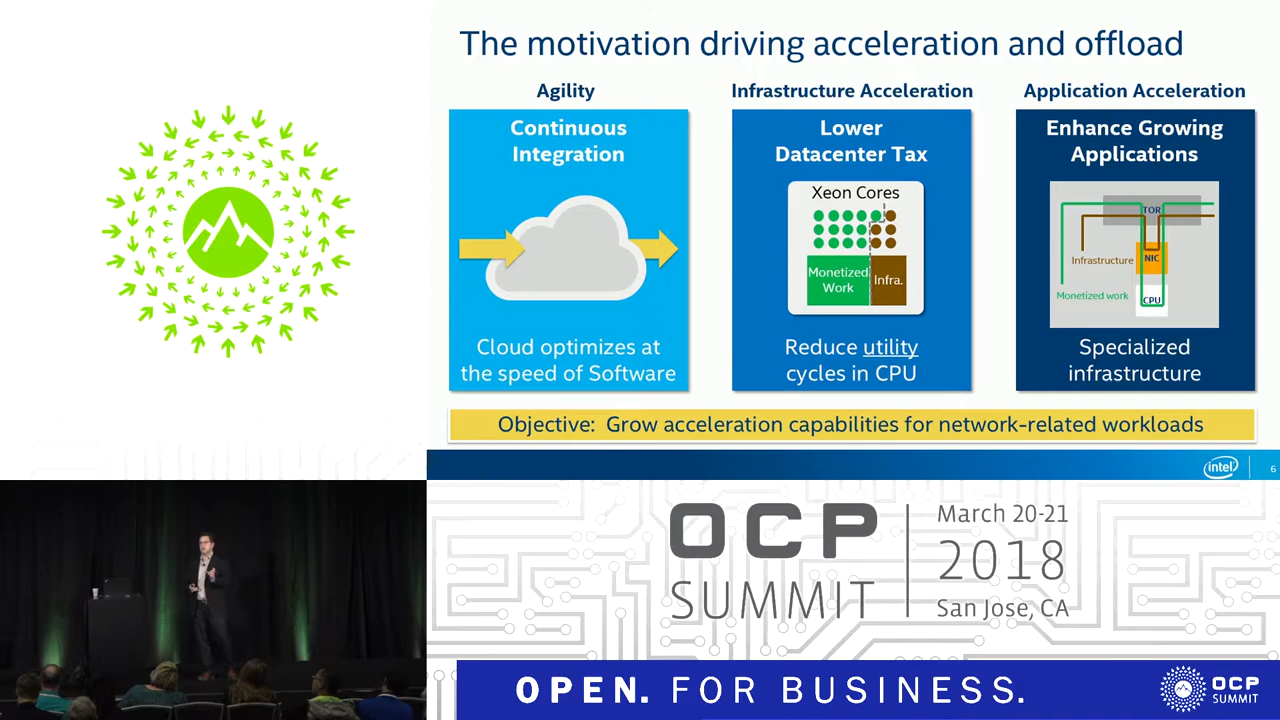 The motivation driving acceleration and offload
Agility
Continuous
Integration
Cloud optimizes at
the speed of Software
Infrastructure Acceleration
Lower
Datacenter Tax
Xeon Cores
Monetized
Work
Infra.
Reduce utility
cycles in CPU
Application Acceleration
Enhance Growing
Applications
TOR
Infrastructure
NIC
Monetized work
CPU
Specialized
infrastructure
Objective: Grow acceleration capabilities for network-related workloads
intel
6
OCP
SUMMIT
March 20-21
2018
San Jose, CA
OPEN. FOR BUSINESS.
OCP
SUMMIT